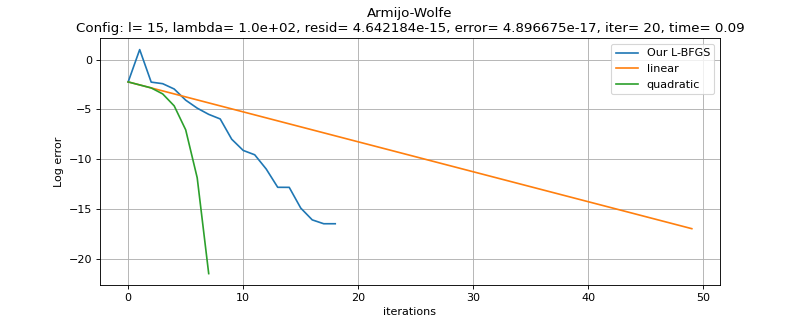 Armijo-Wolfe
Config: l= 15, lambda= 1.0e+02, resid= 4.642184e-15, error= 4.896675e-17, iter= 20, time= 0.09
Our L-BFGS
linear
quadratic
Log error
0
−5
−10
−15
−20
0 10 20 30 40 50
iterations